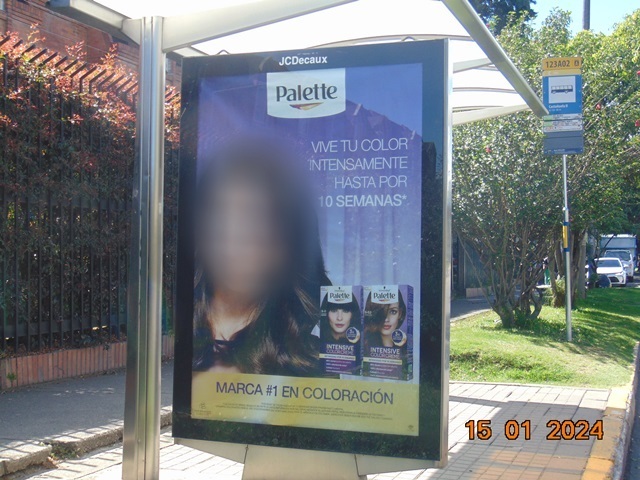 JCDecaux
Palette
VIVE TU COLOR
INTENSAMENTE
HASTA POR
10 SEMANAS*
Palette
Palette
INTENSIVE
INTENSIVE
MARCA #1 EN COLORACIÓN
123A02 D
15 01 2024